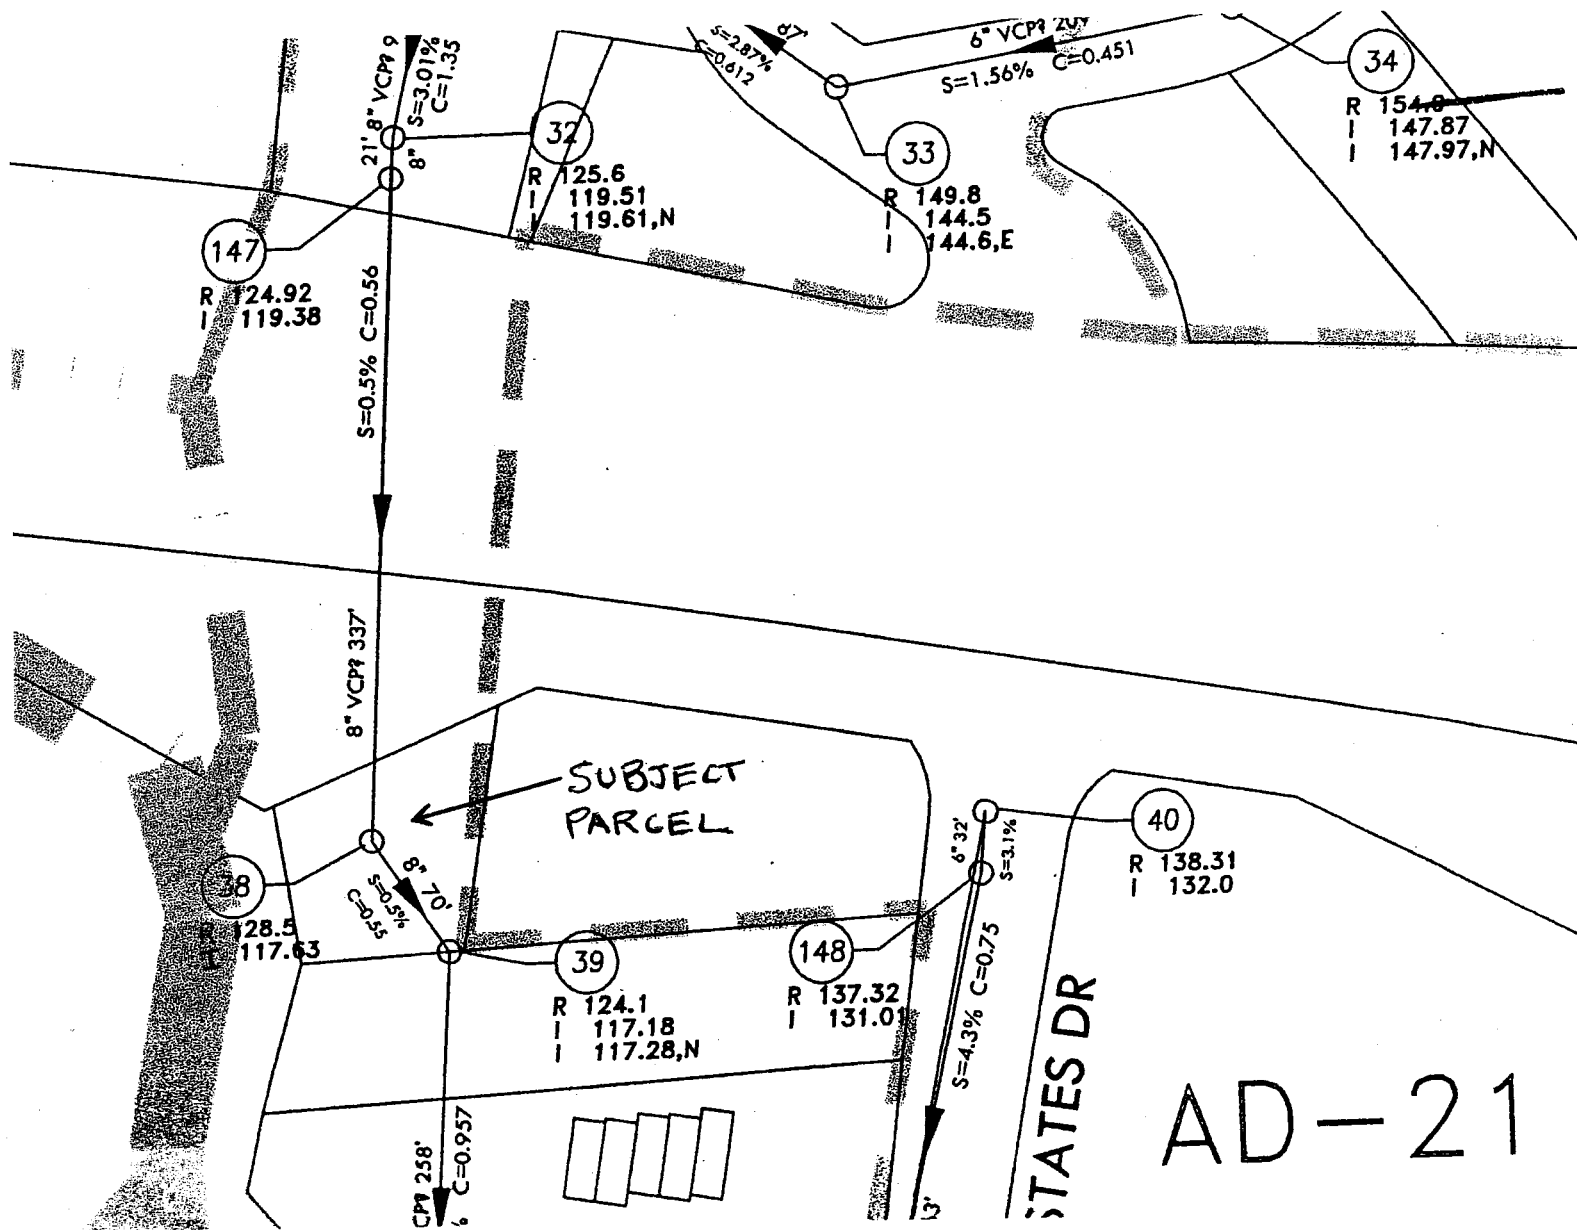 21' 8" VCP? 9
S=3.01%
C=1.35
8"
32
R 125.6
I 119.51
I 119.61,N
147
R 124.92
I 119.38
S=0.5% C=0.56
8" VCP? 337'
87'
S=2.87%
C=0.612
6" VCP? 209
S=1.56% C=0.451
33
R 149.8
I 144.5
I 144.6,E
34
R 154.8
I 147.87
I 147.97,N
SUBJECT
PARCEL
38
R 128.5
I 117.63
8" 70'
S=0.5%
C=0.55
39
R 124.1
I 117.18
I 117.28,N
6" 32'
S=3.1%
40
R 138.31
I 132.0
148
R 137.32
I 131.01
S=4.3% C=0.75
STATES DR
CP? 258'
C=0.957
AD-21